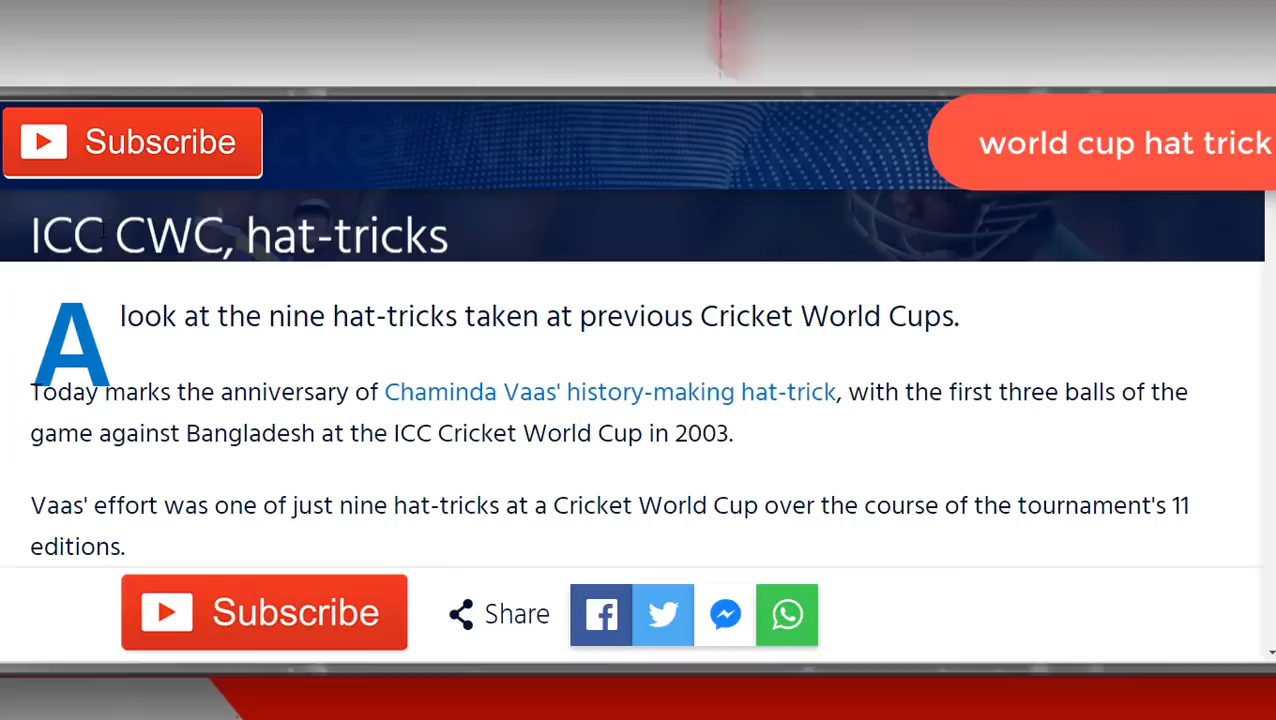 Subscribe
world cup hat trick
ICC CWC, hat-tricks
A look at the nine hat-tricks taken at previous Cricket World Cups.
Today marks the anniversary of Chaminda Vaas' history-making hat-trick, with the first three balls of the
game against Bangladesh at the ICC Cricket World Cup in 2003.
Vaas' effort was one of just nine hat-tricks at a Cricket World Cup over the course of the tournament's 11
editions.
Subscribe
Share